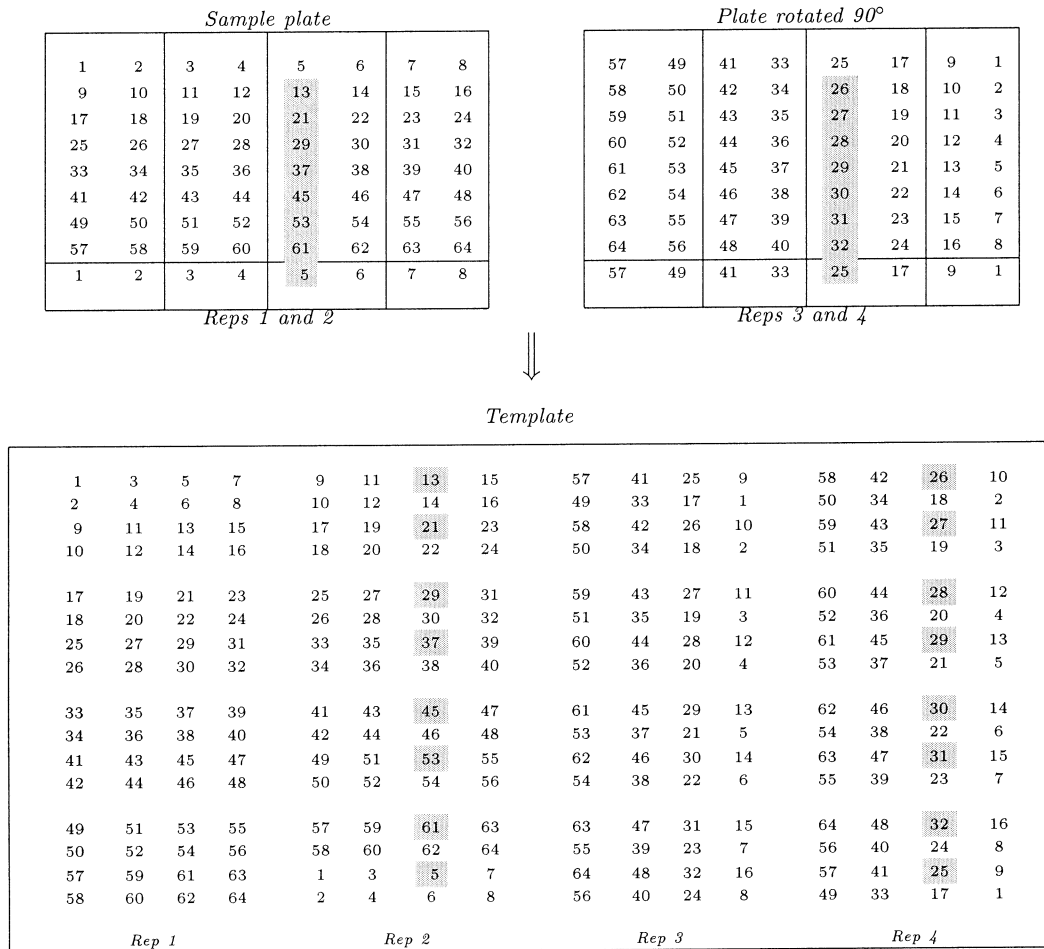 Sample plate Plate rotated 90°
1 2 3 4 5 6 7 8 57 49 41 33 25 17 9 1
9 10 11 12 13 14 15 16 58 50 42 34 26 18 10 2
17 18 19 20 21 22 23 24 59 51 43 35 27 19 11 3
25 26 27 28 29 30 31 32 60 52 44 36 28 20 12 4
33 34 35 36 37 38 39 40 61 53 45 37 29 21 13 5
41 42 43 44 45 46 47 48 62 54 46 38 30 22 14 6
49 50 51 52 53 54 55 56 63 55 47 39 31 23 15 7
57 58 59 60 61 62 63 64 64 56 48 40 32 24 16 8
1 2 3 4 5 6 7 8 57 49 41 33 25 17 9 1
Reps 1 and 2 Reps 3 and 4
Template
1 3 5 7 9 11 13 15 57 41 25 9 58 42 26 10
2 4 6 8 10 12 14 16 49 33 17 1 50 34 18 2
9 11 13 15 17 19 21 23 58 42 26 10 59 43 27 11
10 12 14 16 18 20 22 24 50 34 18 2 51 35 19 3
17 19 21 23 25 27 29 31 59 43 27 11 60 44 28 12
18 20 22 24 26 28 30 32 51 35 19 3 52 36 20 4
25 27 29 31 33 35 37 39 60 44 28 12 61 45 29 13
26 28 30 32 34 36 38 40 52 36 20 4 53 37 21 5
33 35 37 39 41 43 45 47 61 45 29 13 62 46 30 14
34 36 38 40 42 44 46 48 53 37 21 5 54 38 22 6
41 43 45 47 49 51 53 55 62 46 30 14 63 47 31 15
42 44 46 48 50 52 54 56 54 38 22 6 55 39 23 7
49 51 53 55 57 59 61 63 63 47 31 15 64 48 32 16
50 52 54 56 58 60 62 64 55 39 23 7 56 40 24 8
57 59 61 63 1 3 5 7 64 48 32 16 57 41 25 9
58 60 62 64 2 4 6 8 56 40 24 8 49 33 17 1
Rep 1 Rep 2 Rep 3 Rep 4